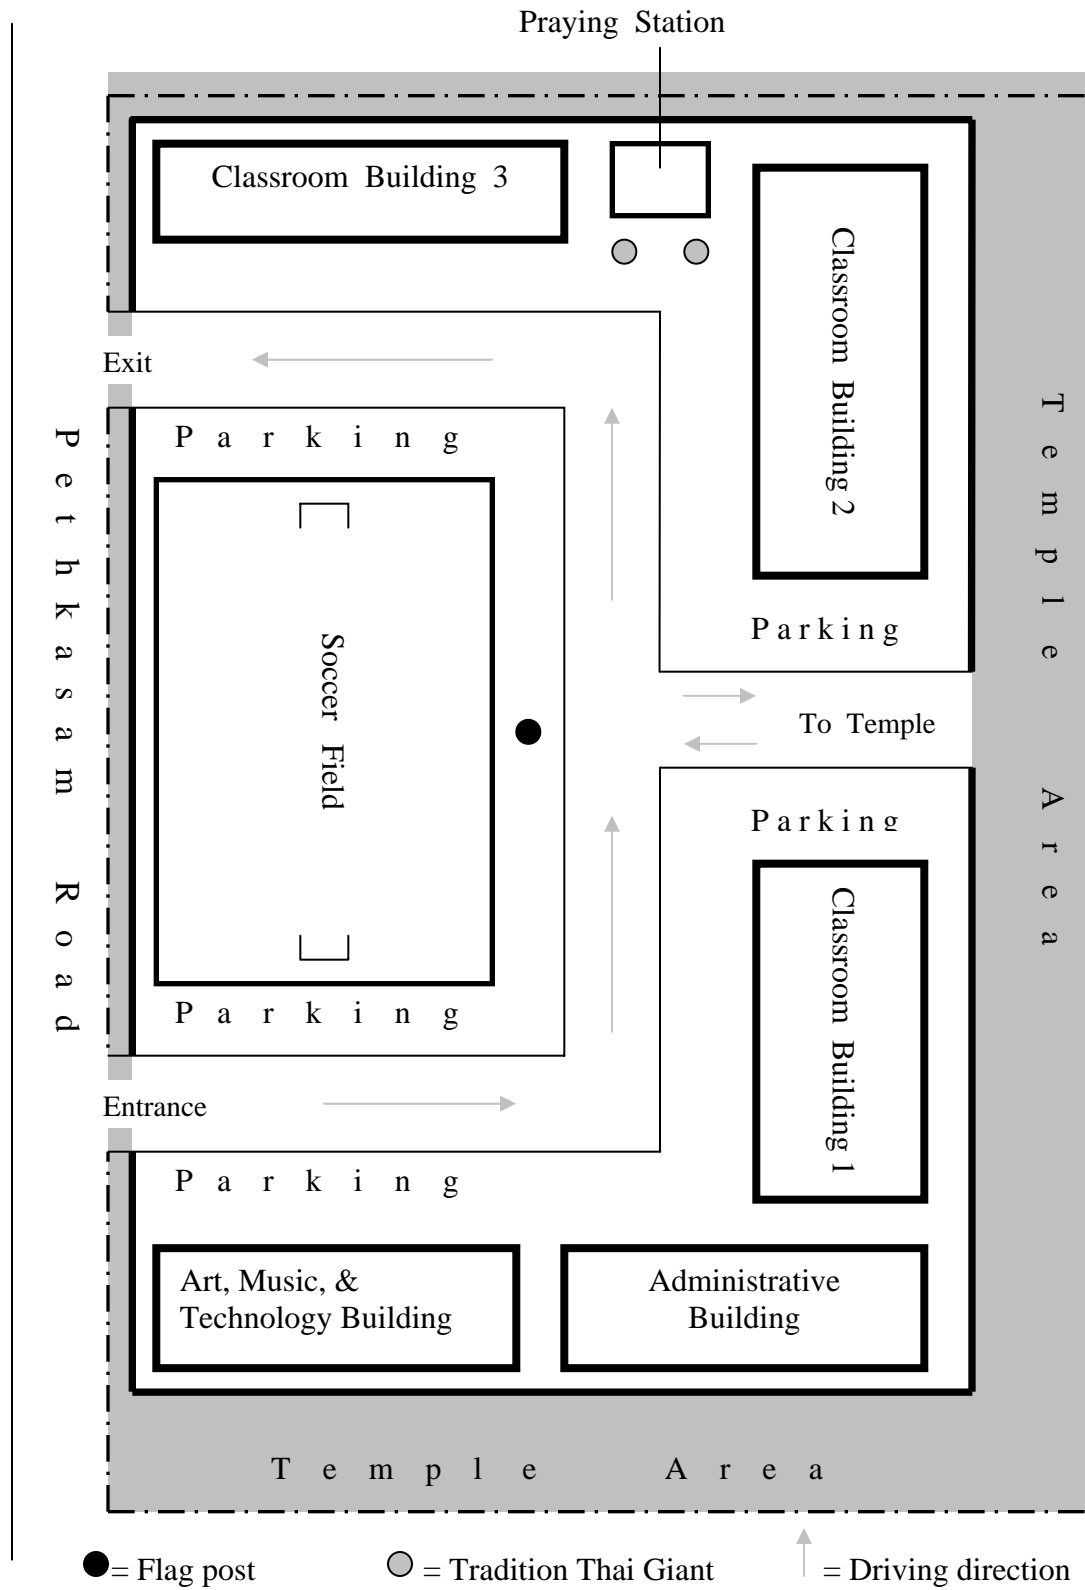 Praying Station
Classroom Building 3
Classroom Building 2
Exit
Parking
Temple Area
Pethkasam Road
Soccer Field
Parking
To Temple
Parking
Classroom Building 1
Parking
Entrance
Parking
Art, Music, &
Technology Building
Administrative
Building
Temple Area
= Flag post
= Tradition Thai Giant
= Driving direction